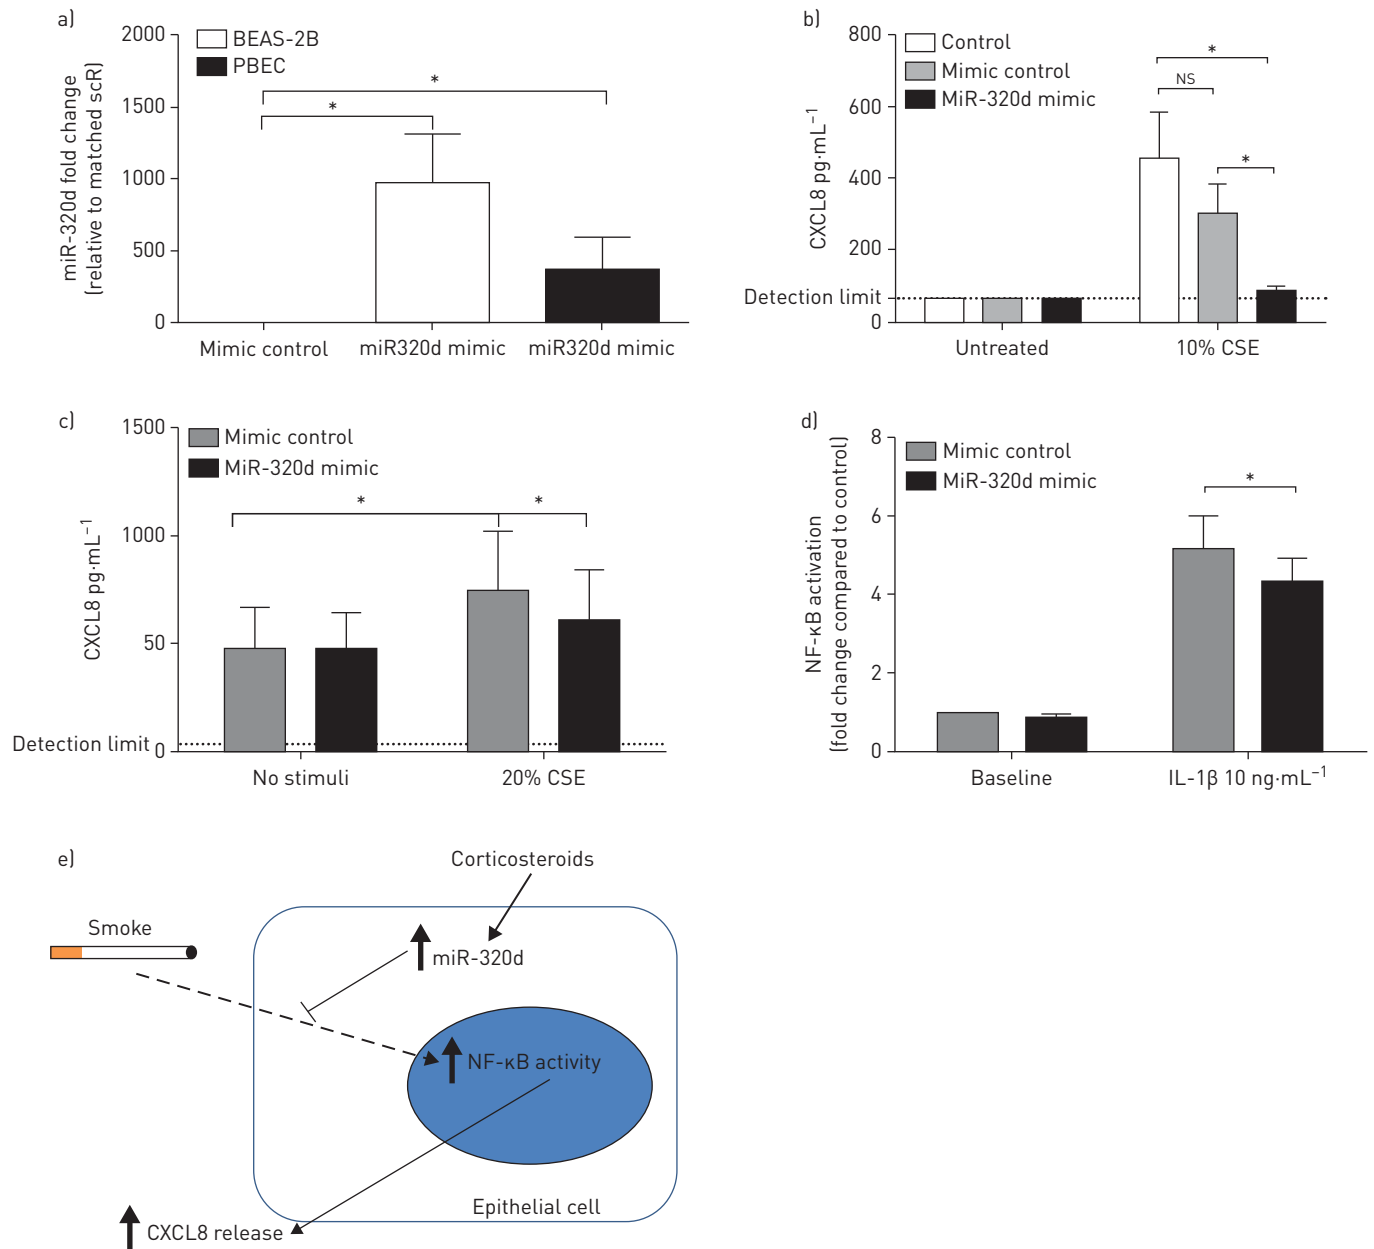 a)
2000
1500
1000
500
0
miR-320d fold change
(relative to matched scR)
BEAS-2B
PBEC
*
*
Mimic control
miR320d mimic
miR320d mimic
b)
800
600
400
200
0
Detection limit
CXCL8 pg·mL⁻¹
Control
Mimic control
MiR-320d mimic
*
NS
*
Untreated
10% CSE
c)
1500
1000
50
0
Detection limit
CXCL8 pg·mL⁻¹
Mimic control
MiR-320d mimic
*
*
No stimuli
20% CSE
d)
8
6
4
2
0
NF-κB activation
(fold change compared to control)
Mimic control
MiR-320d mimic
*
Baseline
IL-1β 10 ng·mL⁻¹
e)
Corticosteroids
Smoke
miR-320d
NF-κB activity
Epithelial cell
CXCL8 release